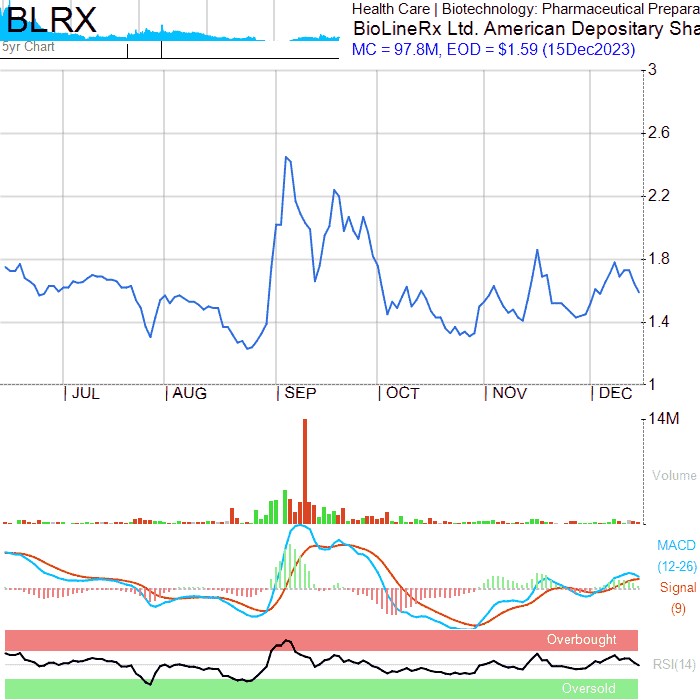 BLRX
5yr Chart
Health Care | Biotechnology: Pharmaceutical Prepara
BioLineRx Ltd. American Depositary Sha
MC = 97.8M, EOD = $1.59 (15Dec2023)
3
2.6
2.2
1.8
1.4
1
JUL AUG SEP OCT NOV DEC
14M
Volume
MACD
(12-26)
Signal
(9)
Overbought
RSI(14)
Oversold